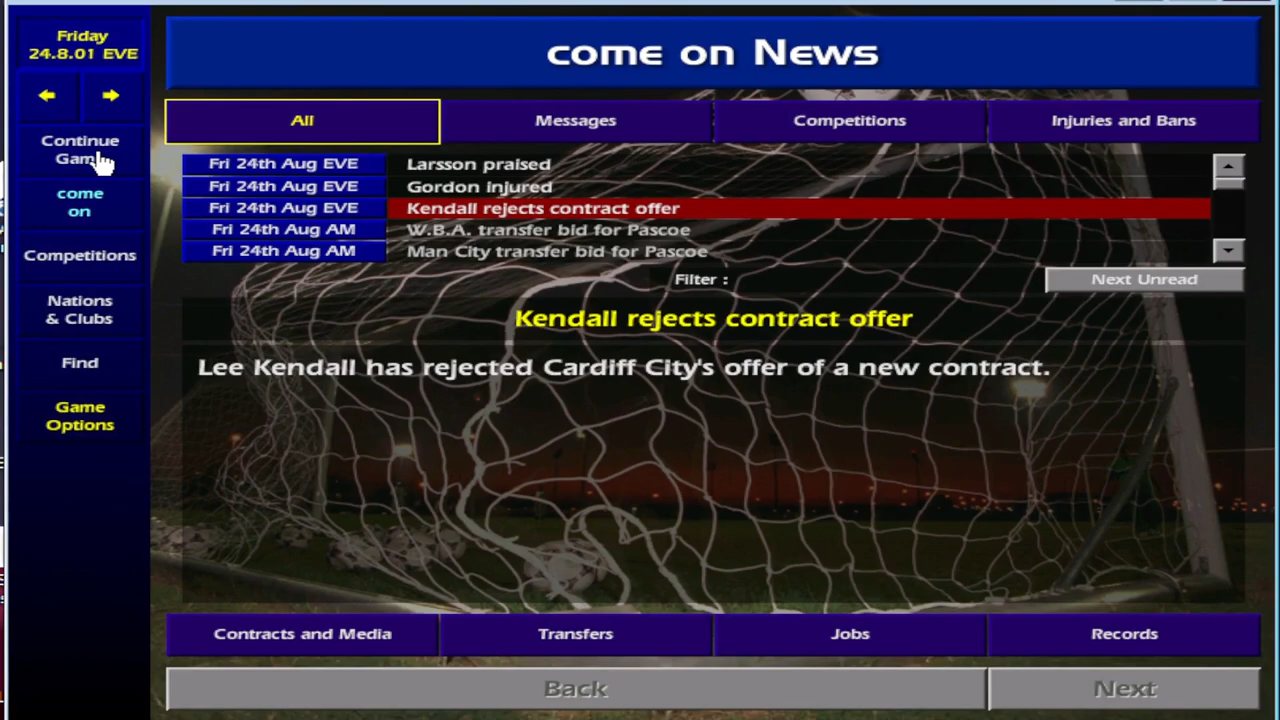 Friday
24.8.01 EVE
Continue
Game
come
on
Competitions
Nations
& Clubs
Find
Game
Options
come on News
All
Messages
Competitions
Injuries and Bans
Fri 24th Aug EVE Larsson praised
Fri 24th Aug EVE Gordon injured
Fri 24th Aug EVE Kendall rejects contract offer
Fri 24th Aug AM W.B.A. transfer bid for Pascoe
Fri 24th Aug AM Man City transfer bid for Pascoe
Filter :
Next Unread
Kendall rejects contract offer
Lee Kendall has rejected Cardiff City's offer of a new contract.
Contracts and Media
Transfers
Jobs
Records
Back
Next